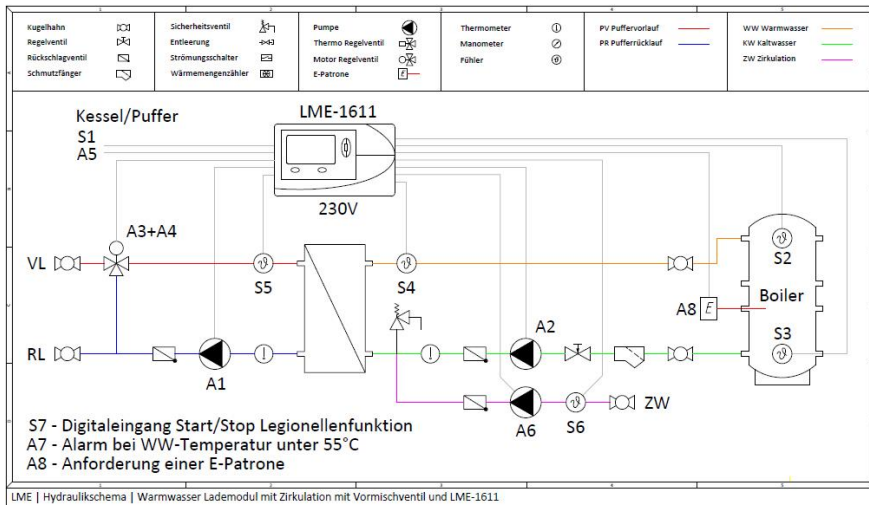 Kugelhahn
Regelventil
Rückschlagventil
Schmutzfänger
Sicherheitsventil
Entleerung
Strömungsschalter
Wärmemengenzähler
Pumpe
Thermo Regelventil
Motor Regelventil
E-Patrone
E
Thermometer
Manometer
Fühler
PV Puffervorlauf
PR Pufferrücklauf
WW Warmwasser
KW Kaltwasser
ZW Zirkulation
Kessel/Puffer
S1
A5
LME-1611
230V
A3+A4
VL
S5
S4
S2
Boiler
A8
E
S3
RL
A1
A2
A6
S6
ZW
S7 - Digitaleingang Start/Stop Legionellenfunktion
A7 - Alarm bei WW-Temperatur unter 55°C
A8 - Anforderung einer E-Patrone
LME | Hydraulikschema | Warmwasser Lademodul mit Zirkulation mit Vormischventil und LME-1611